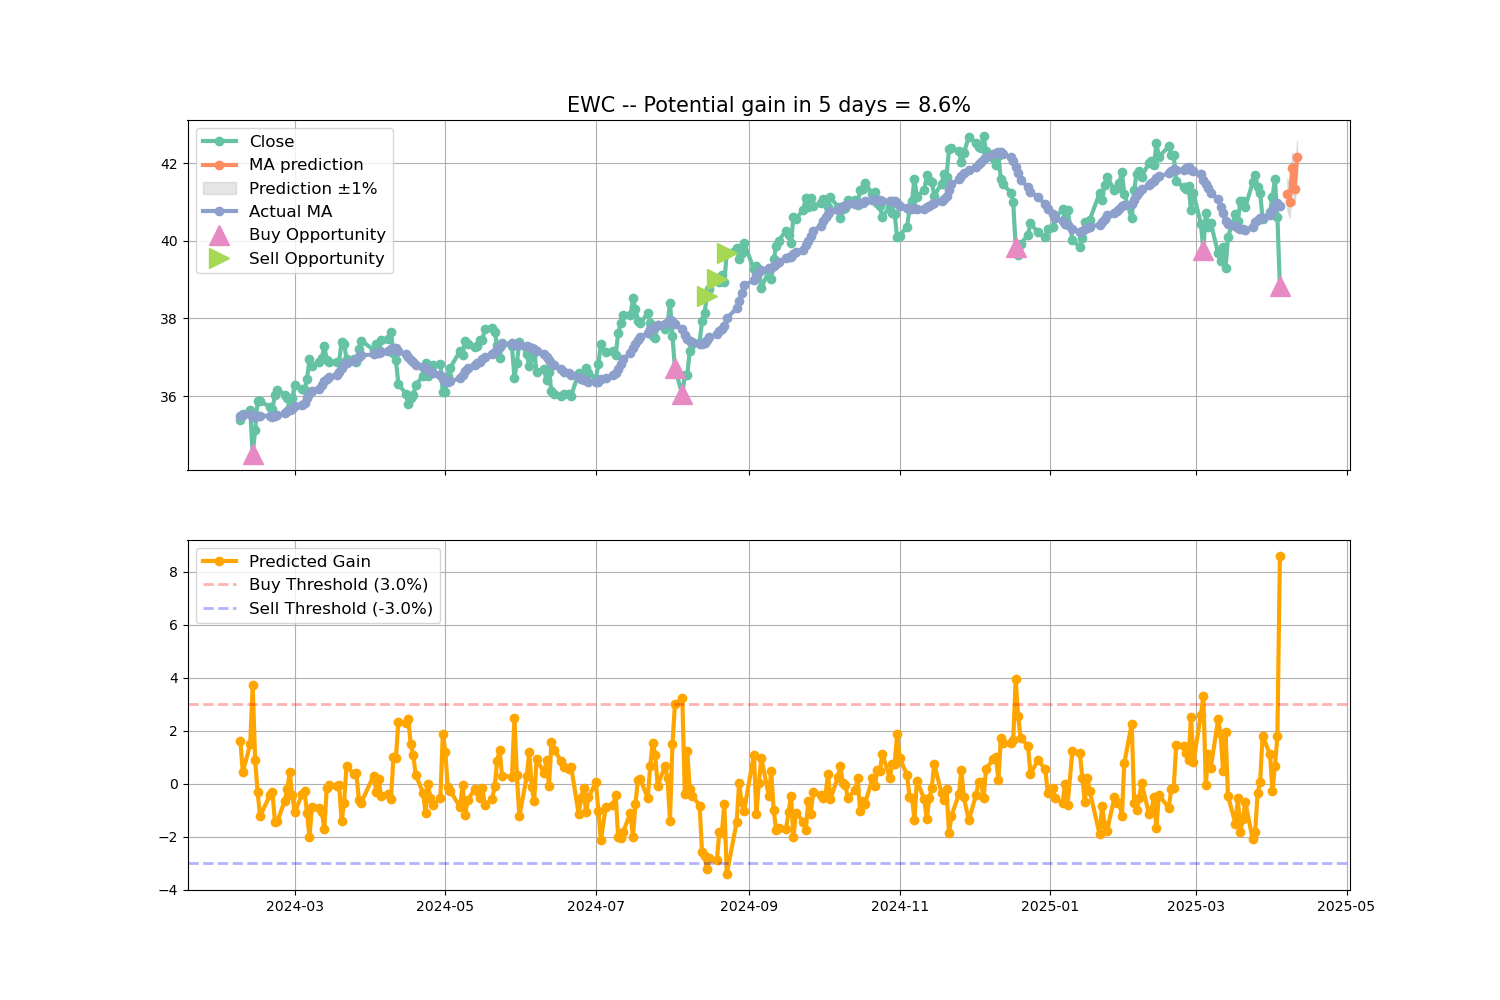 EWC -- Potential gain in 5 days = 8.6%
Close
MA prediction
Prediction ±1%
Actual MA
Buy Opportunity
Sell Opportunity
42
40
38
36
Predicted Gain
Buy Threshold (3.0%)
Sell Threshold (-3.0%)
8
6
4
2
0
−2
−4
2024-03
2024-05
2024-07
2024-09
2024-11
2025-01
2025-03
2025-05